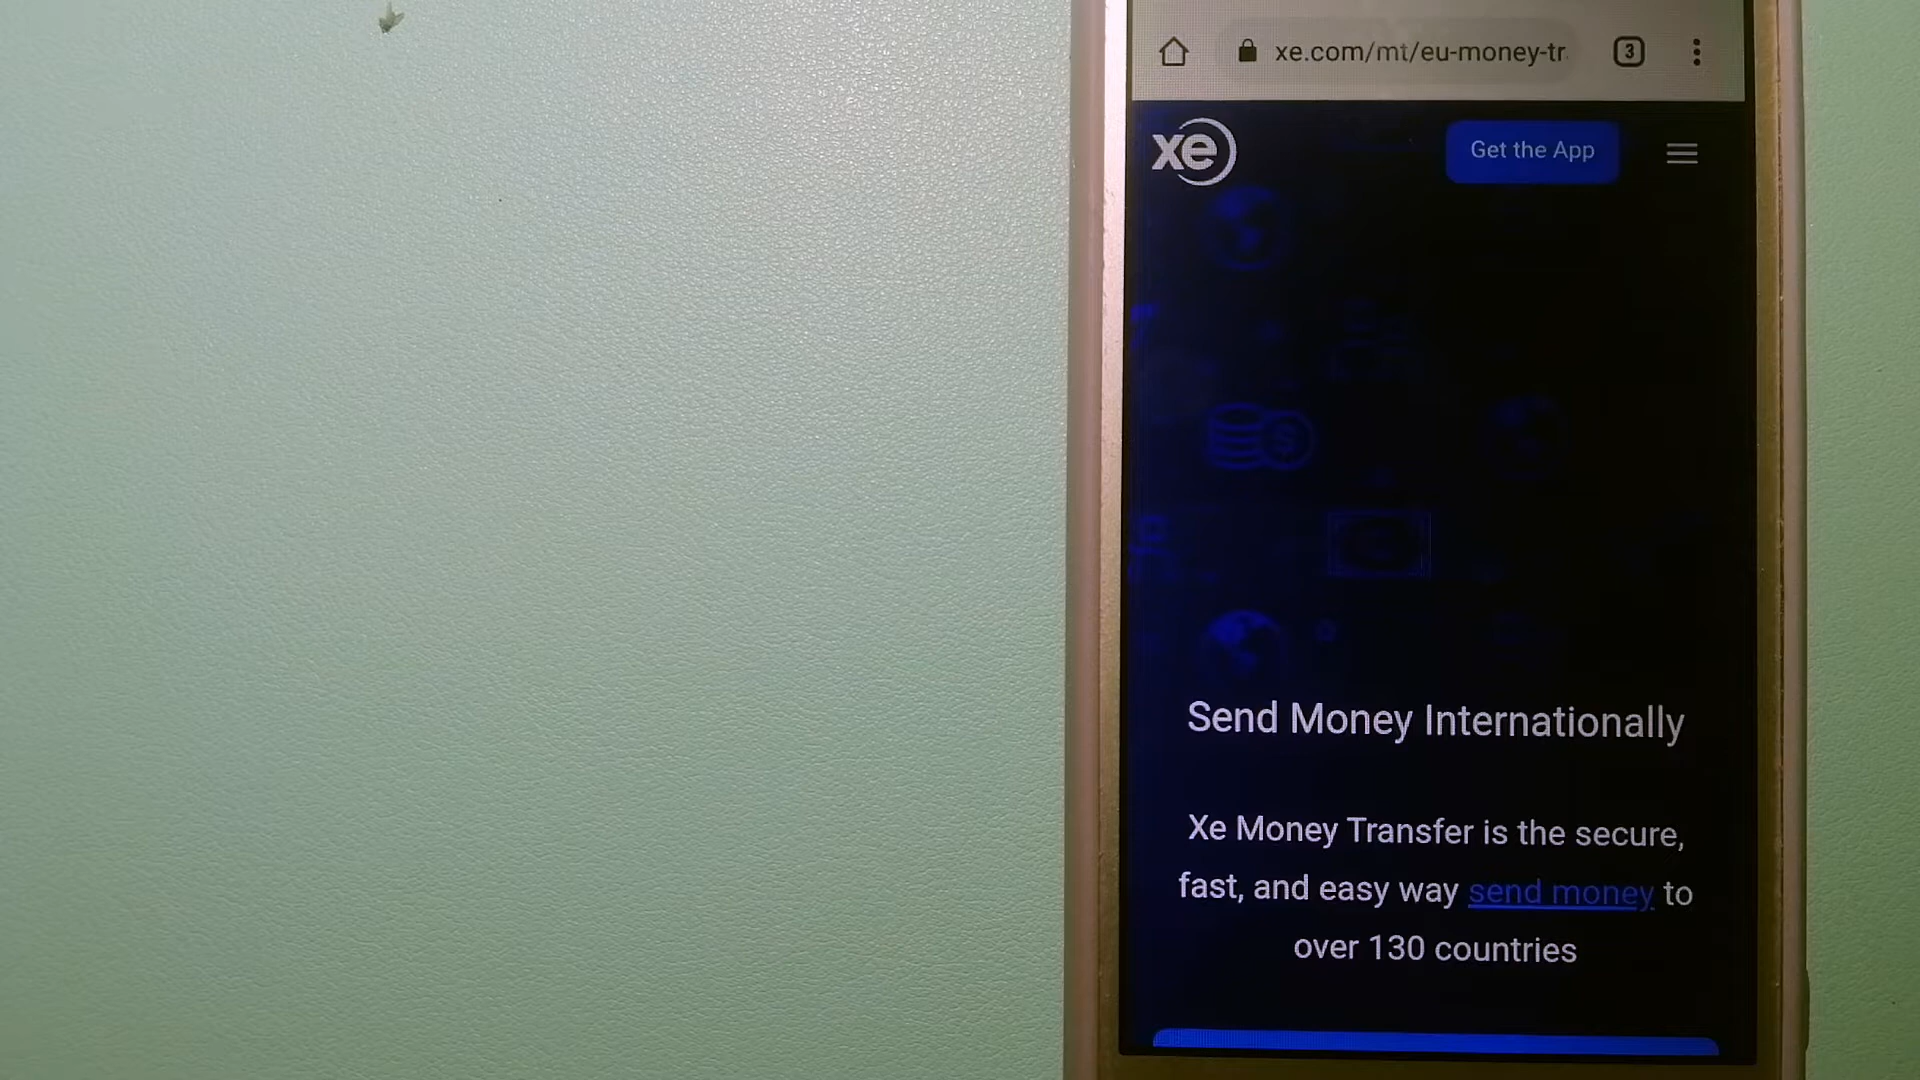 xe.com/mt/eu-money-tr
3
xe
Get the App
Send Money Internationally
Xe Money Transfer is the secure,
fast, and easy way send money to
over 130 countries